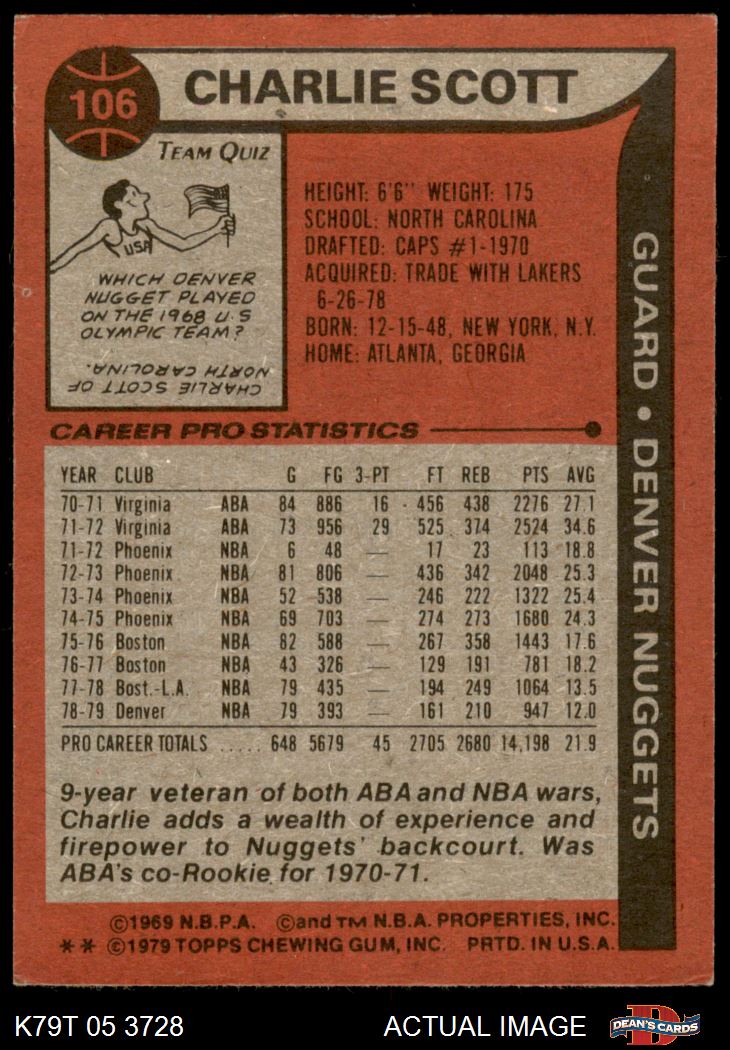 106
CHARLIE SCOTT
TEAM QUIZ
USA
WHICH DENVER
NUGGET PLAYED
ON THE 1968 U.S
OLYMPIC TEAM?
CHARLIE SCOTT OF
NORTH CAROLINA.
HEIGHT: 6'6" WEIGHT: 175
SCHOOL: NORTH CAROLINA
DRAFTED: CAPS #1-1970
ACQUIRED: TRADE WITH LAKERS
6-26-78
BORN: 12-15-48, NEW YORK, N.Y.
HOME: ATLANTA, GEORGIA
GUARD • DENVER NUGGETS
CAREER PRO STATISTICS
YEAR CLUB G FG 3-PT FT REB PTS AVG
70-71 Virginia ABA 84 886 16 456 438 2276 27.1
71-72 Virginia ABA 73 956 29 525 374 2524 34.6
71-72 Phoenix NBA 6 48 — 17 23 113 18.8
72-73 Phoenix NBA 81 806 — 436 342 2048 25.3
73-74 Phoenix NBA 52 538 — 246 222 1322 25.4
74-75 Phoenix NBA 69 703 — 274 273 1680 24.3
75-76 Boston NBA 82 588 — 267 358 1443 17.6
76-77 Boston NBA 43 326 — 129 191 781 18.2
77-78 Bost.-L.A. NBA 79 435 — 194 249 1064 13.5
78-79 Denver NBA 79 393 — 161 210 947 12.0
PRO CAREER TOTALS ..... 648 5679 45 2705 2680 14,198 21.9
9-year veteran of both ABA and NBA wars,
Charlie adds a wealth of experience and
firepower to Nuggets' backcourt. Was
ABA's co-Rookie for 1970-71.
©1969 N.B.P.A. ©and TM N.B.A. PROPERTIES, INC.
** ©1979 TOPPS CHEWING GUM, INC. PRTD. IN U.S.A.
K79T 05 3728 ACTUAL IMAGE
D
DEAN'S CARDS